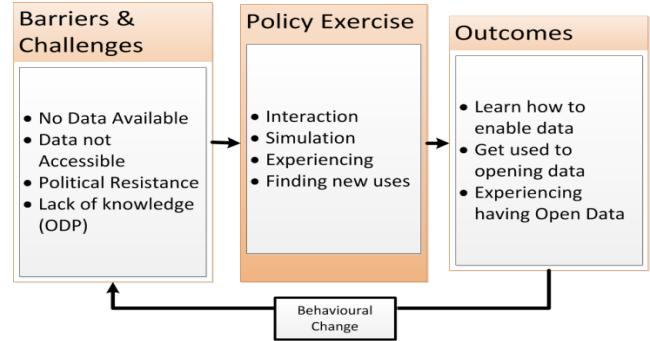 Barriers &
Challenges
• No Data Available
• Data not
Accessible
• Political Resistance
• Lack of knowledge
(ODP)
Policy Exercise
• Interaction
• Simulation
• Experiencing
• Finding new uses
Outcomes
• Learn how to
enable data
• Get used to
opening data
• Experiencing
having Open Data
Behavioural
Change